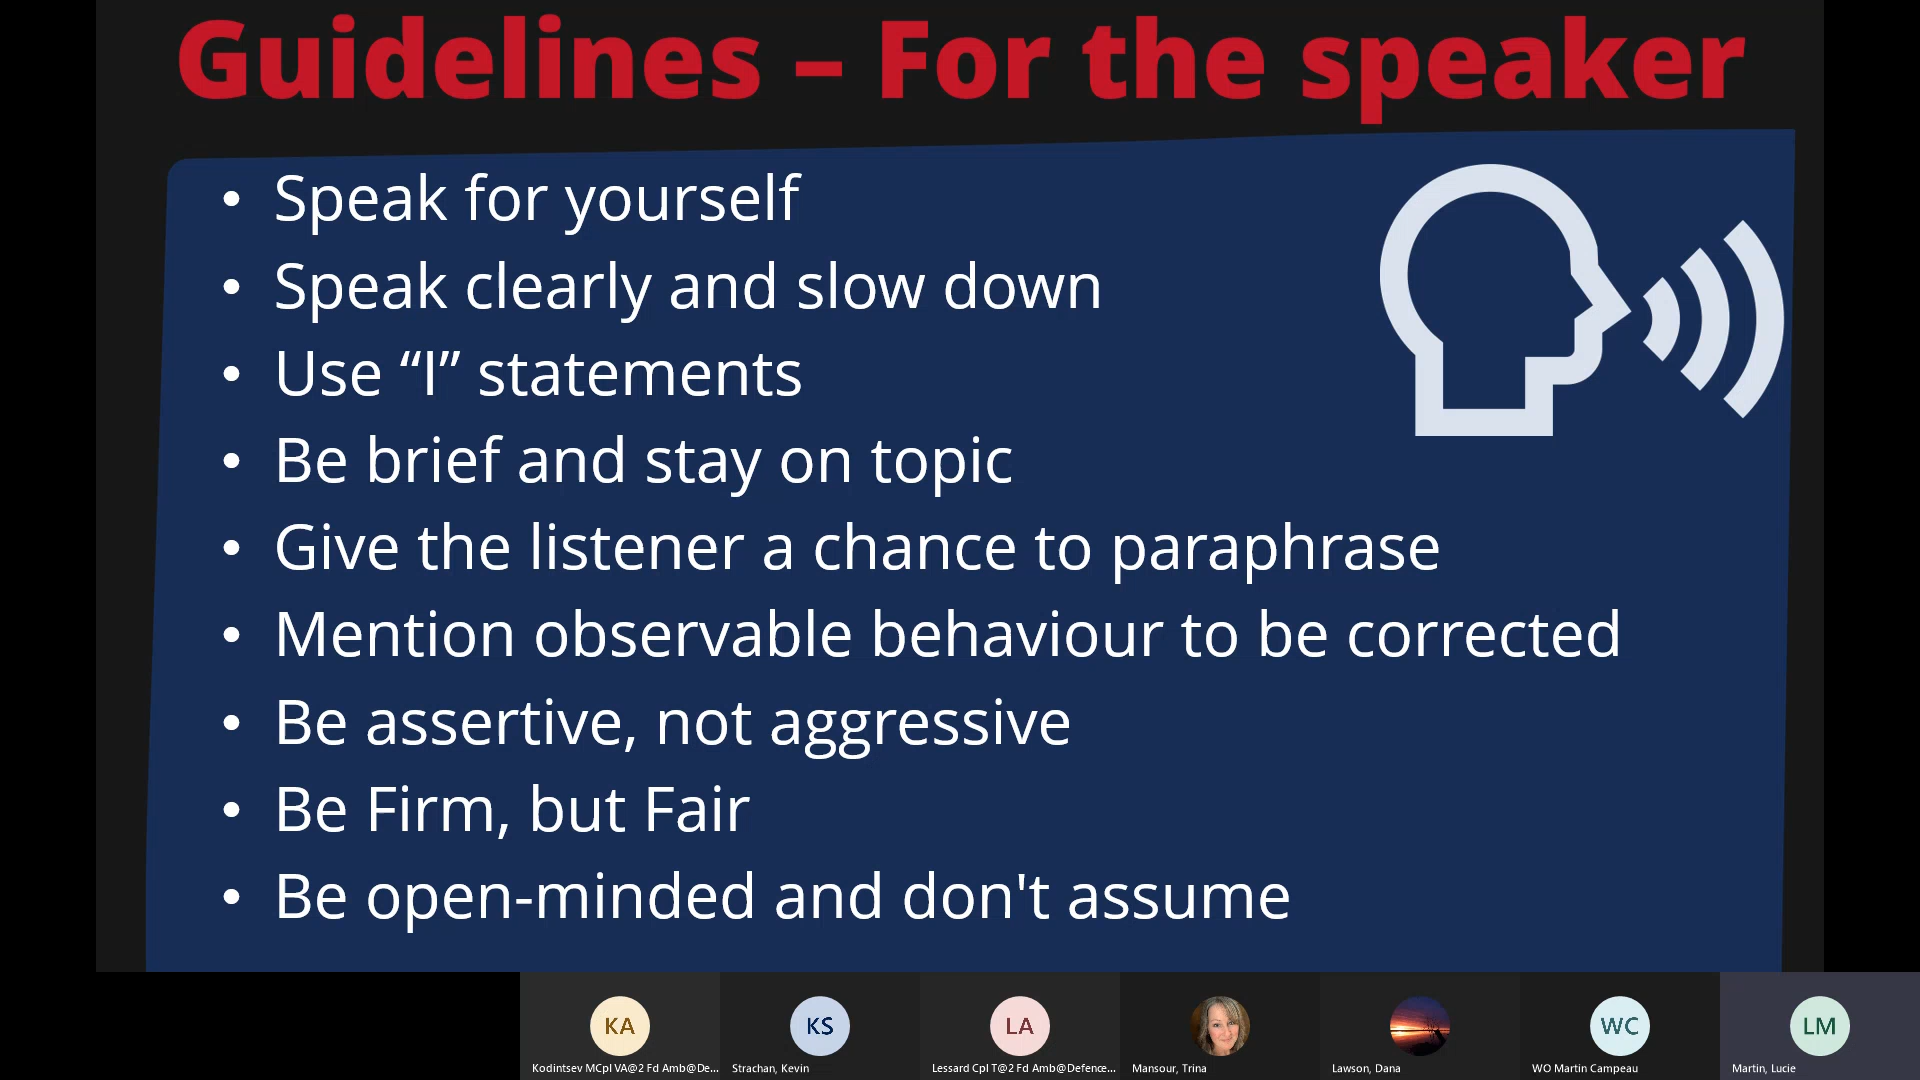 Guidelines – For the speaker
• Speak for yourself
• Speak clearly and slow down
• Use “I” statements
• Be brief and stay on topic
• Give the listener a chance to paraphrase
• Mention observable behaviour to be corrected
• Be assertive, not aggressive
• Be Firm, but Fair
• Be open-minded and don't assume
KA
KS
LA
WC
LM
Kodintsev MCpl VA@2 Fd Amb@De...
Strachan, Kevin
Lessard Cpl T@2 Fd Amb@Defence...
Mansour, Trina
Lawson, Dana
WO Martin Campeau
Martin, Lucie